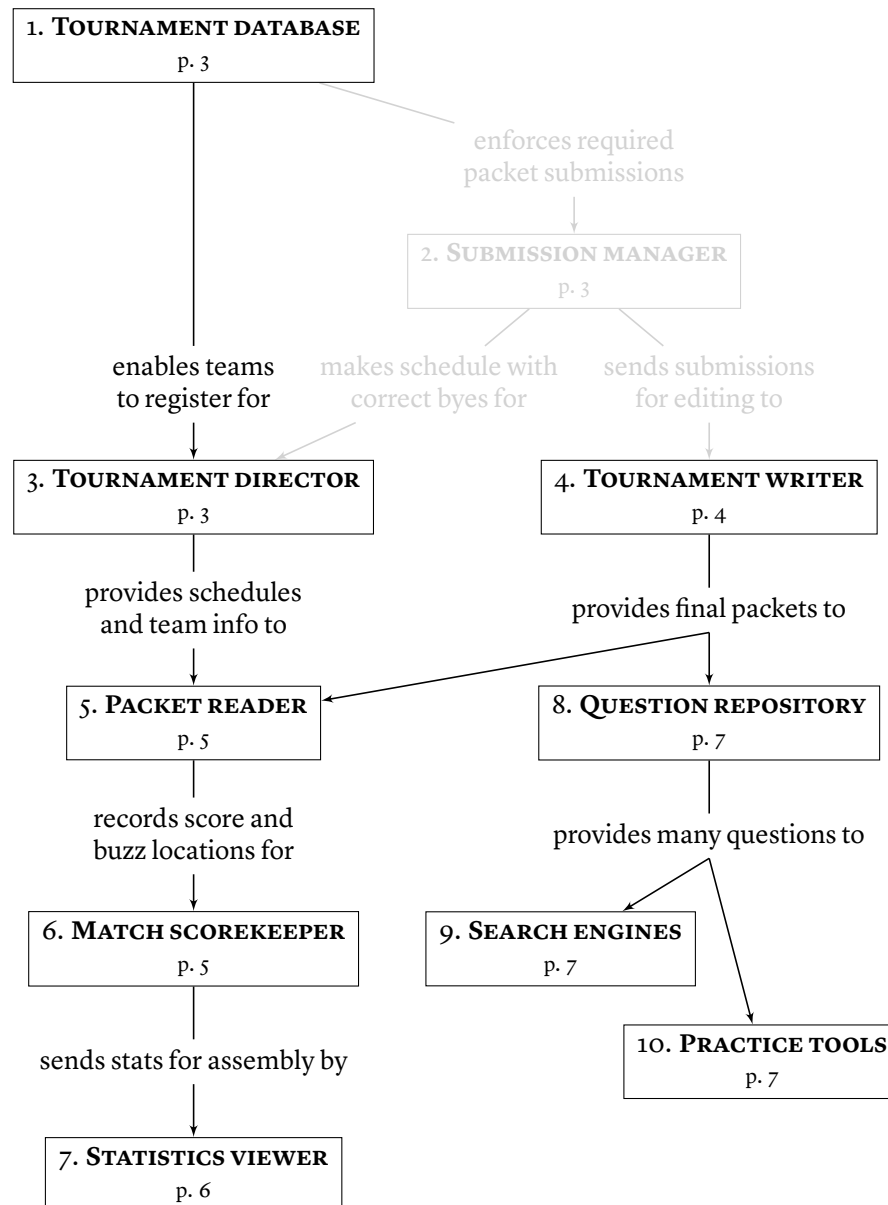 1. TOURNAMENT DATABASE
p. 3
enforces required
packet submissions
2. SUBMISSION MANAGER
p. 3
enables teams
to register for
makes schedule with
correct byes for
sends submissions
for editing to
3. TOURNAMENT DIRECTOR
p. 3
4. TOURNAMENT WRITER
p. 4
provides schedules
and team info to
provides final packets to
5. PACKET READER
p. 5
8. QUESTION REPOSITORY
p. 7
records score and
buzz locations for
provides many questions to
6. MATCH SCOREKEEPER
p. 5
9. SEARCH ENGINES
p. 7
sends stats for assembly by
10. PRACTICE TOOLS
p. 7
7. STATISTICS VIEWER
p. 6